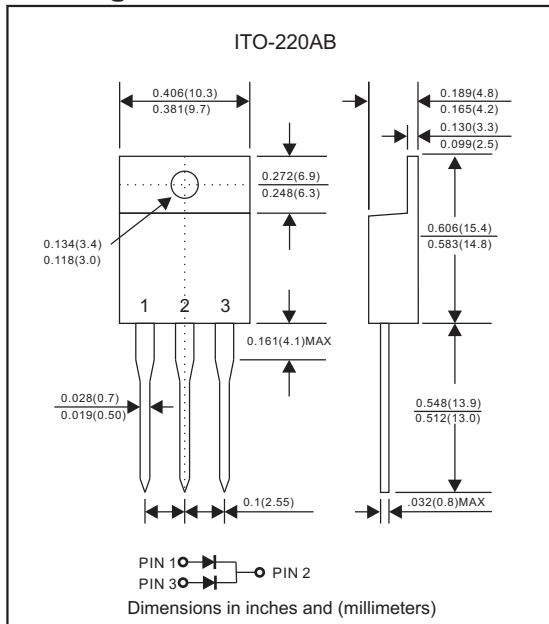 ITO-220AB
0.406(10.3)
0.381(9.7)
0.189(4.8)
0.165(4.2)
0.130(3.3)
0.099(2.5)
0.272(6.9)
0.248(6.3)
0.606(15.4)
0.583(14.8)
0.134(3.4)
0.118(3.0)
1 2 3
0.161(4.1)MAX
0.028(0.7)
0.019(0.50)
0.548(13.9)
0.512(13.0)
0.1(2.55)
.032(0.8)MAX
PIN 1
PIN 2
PIN 3
Dimensions in inches and (millimeters)